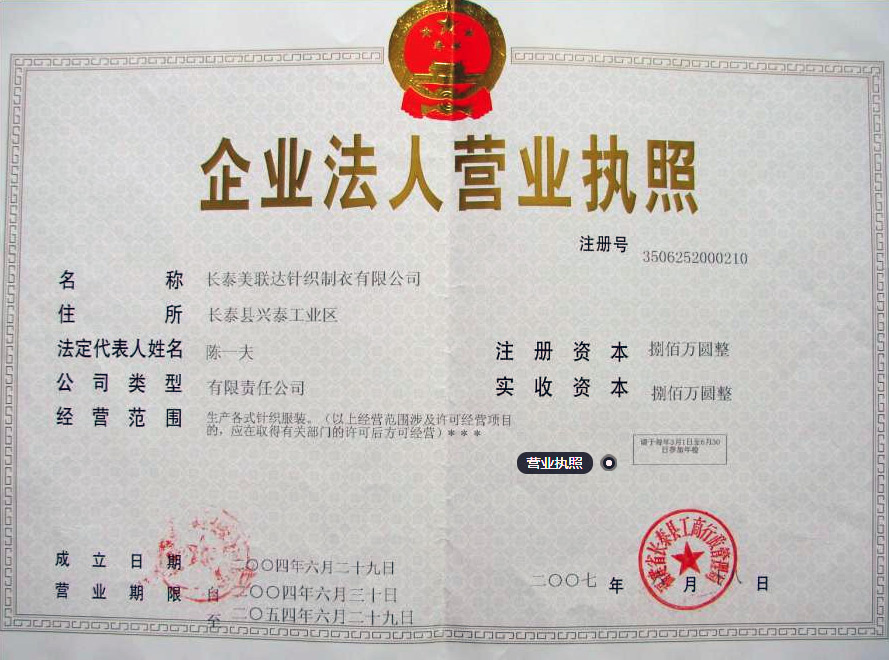 企业法人营业执照
注册号 3506252000210
名称 长泰美联达针织制衣有限公司
住所 长泰县兴泰工业区
法定代表人姓名 陈一夫
注册资本 捌佰万圆整
公司类型 有限责任公司
实收资本 捌佰万圆整
经营范围 生产各式针织服装。（以上经营范围涉及许可经营项目
的，应在取得有关部门的许可后方可经营）＊＊＊
请于每年3月1日至6月30
日参加年检
营业执照
成立日期 二〇〇四年六月二十九日
营业期限 自 二〇〇四年六月三十日
至 二〇五四年六月二十九日
福建省长泰县工商行政管理局
二〇〇七 年 月 八 日